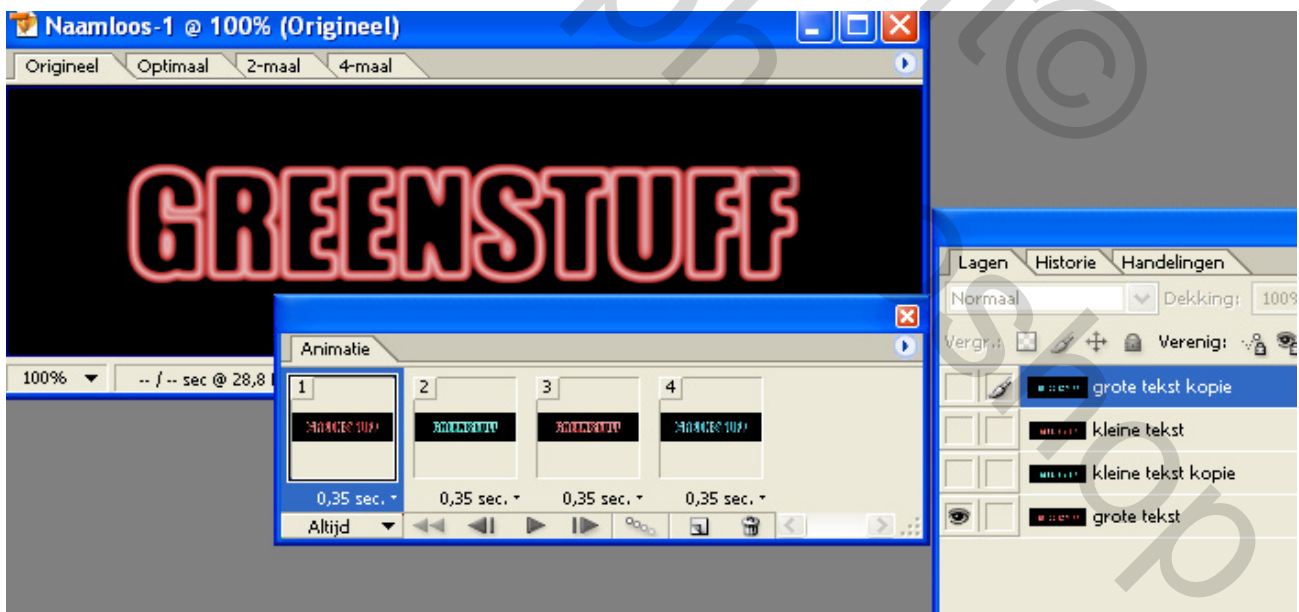 Naamloos-1 @ 100% (Origineel)
Origineel Optimaal 2-maal 4-maal
GREENSTUFF
Lagen Historie Handelingen
Normaal Dekking: 100%
Vergr.: Verenig:
Animatie
100% -- / -- sec @ 28,8
1 2 3 4
grote tekst kopie
kleine tekst
kleine tekst kopie
grote tekst
0,35 sec. 0,35 sec. 0,35 sec. 0,35 sec.
Altijd
©